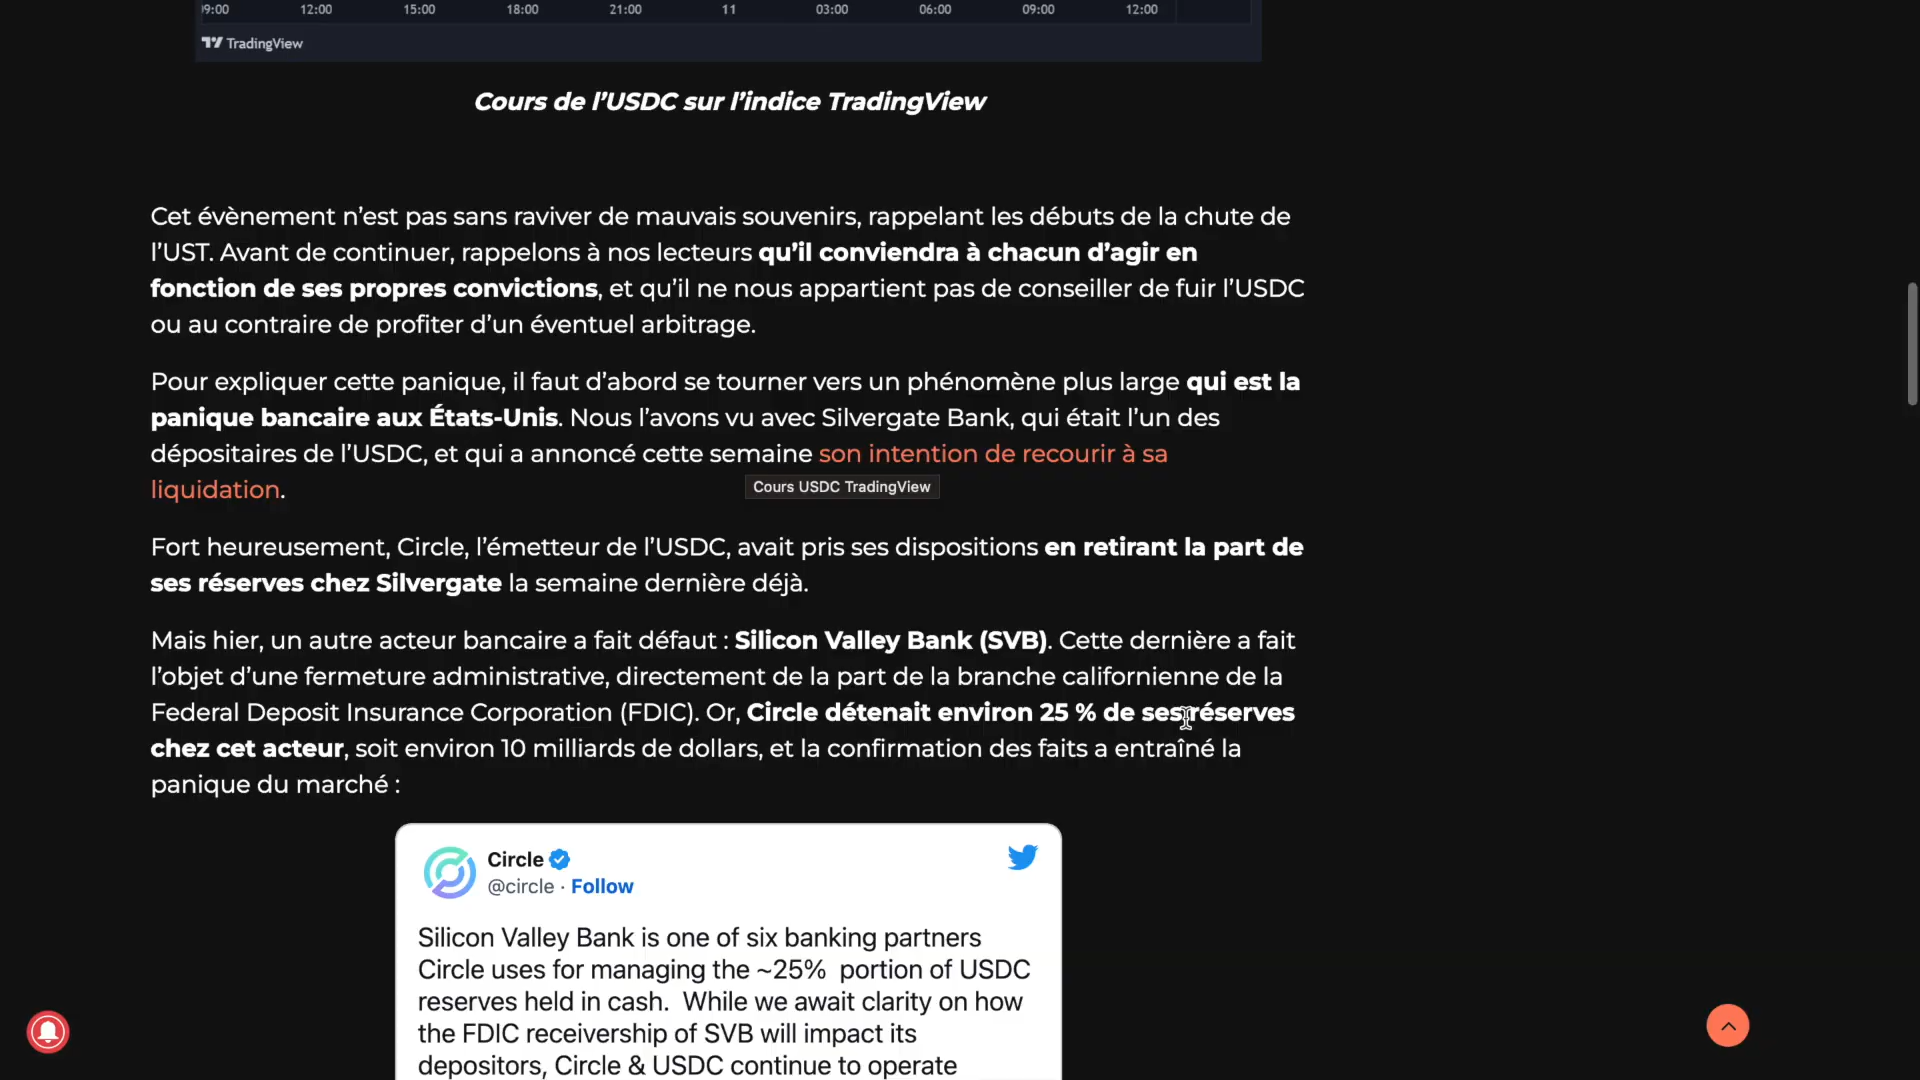 09:00 12:00 15:00 18:00 21:00 11 03:00 06:00 09:00 12:00
TradingView
Cours de l’USDC sur l’indice TradingView
Cet évènement n’est pas sans raviver de mauvais souvenirs, rappelant les débuts de la chute de
l’UST. Avant de continuer, rappelons à nos lecteurs qu’il conviendra à chacun d’agir en
fonction de ses propres convictions, et qu’il ne nous appartient pas de conseiller de fuir l’USDC
ou au contraire de profiter d’un éventuel arbitrage.
Pour expliquer cette panique, il faut d’abord se tourner vers un phénomène plus large qui est la
panique bancaire aux États-Unis. Nous l’avons vu avec Silvergate Bank, qui était l’un des
dépositaires de l’USDC, et qui a annoncé cette semaine son intention de recourir à sa
liquidation.
Cours USDC TradingView
Fort heureusement, Circle, l’émetteur de l’USDC, avait pris ses dispositions en retirant la part de
ses réserves chez Silvergate la semaine dernière déjà.
Mais hier, un autre acteur bancaire a fait défaut : Silicon Valley Bank (SVB). Cette dernière a fait
l’objet d’une fermeture administrative, directement de la part de la branche californienne de la
Federal Deposit Insurance Corporation (FDIC). Or, Circle détenait environ 25 % de ses réserves
chez cet acteur, soit environ 10 milliards de dollars, et la confirmation des faits a entraîné la
panique du marché :
Circle
@circle · Follow
Silicon Valley Bank is one of six banking partners
Circle uses for managing the ~25% portion of USDC
reserves held in cash. While we await clarity on how
the FDIC receivership of SVB will impact its
depositors, Circle & USDC continue to operate